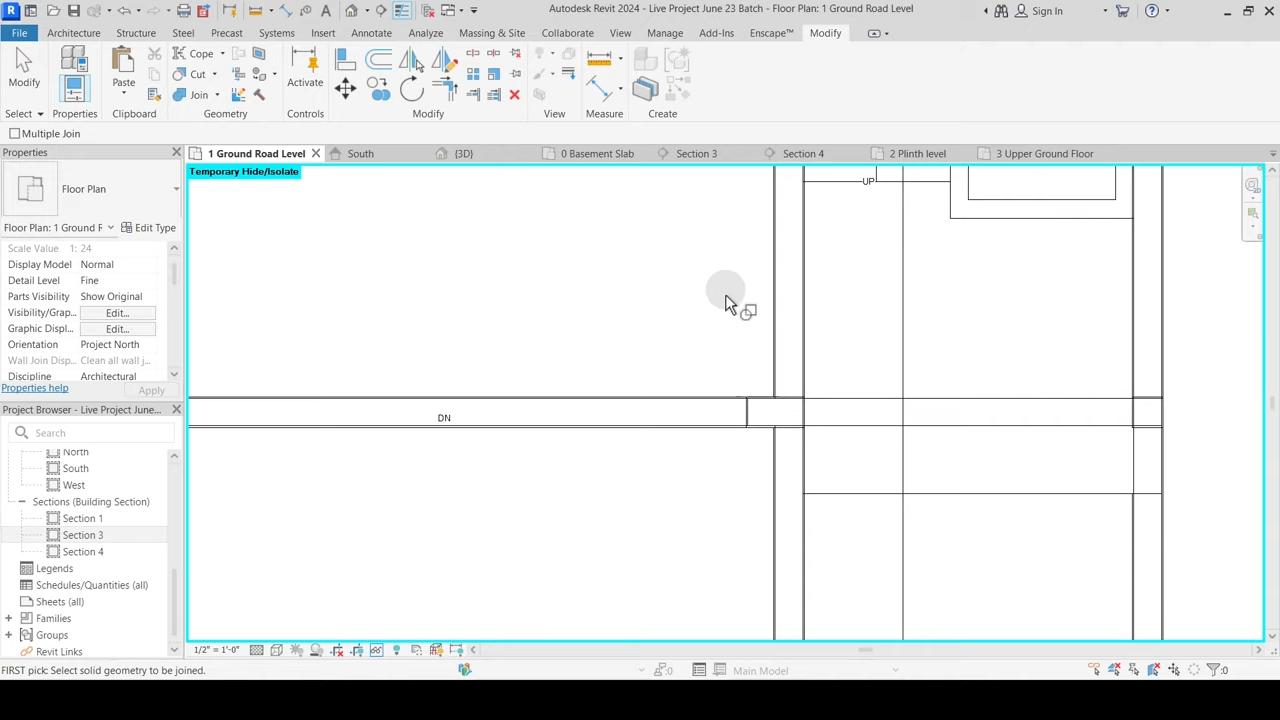 Autodesk Revit 2024 - Live Project June 23 Batch - Floor Plan: 1 Ground Road Level
Sign In
File Architecture Structure Steel Precast Systems Insert Annotate Analyze Massing & Site Collaborate View Manage Add-Ins Enscape™ Modify
Modify Paste Cope Cut Join Activate
Select Properties Clipboard Geometry Controls Modify View Measure Create
Multiple Join
Properties
1 Ground Road Level South {3D} 0 Basement Slab Section 3 Section 4 2 Plinth level 3 Upper Ground Floor
Temporary Hide/Isolate
UP
Floor Plan
Floor Plan: 1 Ground R Edit Type
Scale Value 1: 24
Display Model Normal
Detail Level Fine
Parts Visibility Show Original
Visibility/Grap... Edit...
Graphic Displ... Edit...
Orientation Project North
Wall Join Disp... Clean all wall j...
Discipline Architectural
Properties help Apply
Project Browser - Live Project June...
DN
Search
North
South
West
Sections (Building Section)
Section 1
Section 3
Section 4
Legends
Schedules/Quantities (all)
Sheets (all)
Families
Groups
Revit Links
1/2" = 1'-0"
FIRST pick: Select solid geometry to be joined.
:0
Main Model
:0